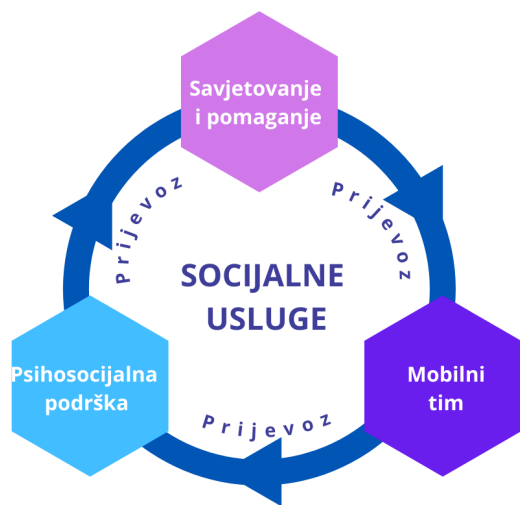 Savjetovanje
i pomaganje
Prijevoz
Prijevoz
SOCIJALNE
USLUGE
Psihosocijalna
podrška
Mobilni
tim
Prijevoz